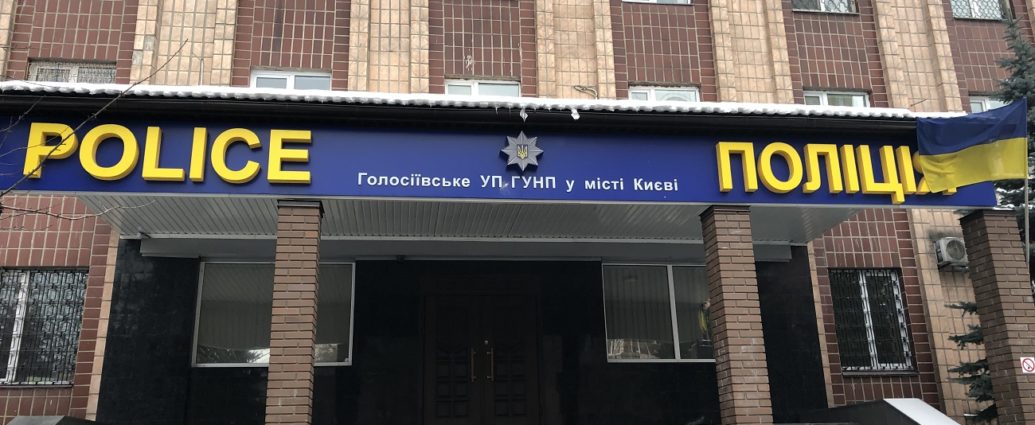 POLICE
Голосіївське УП ГУНП у місті Києві
ПОЛІЦІЯ